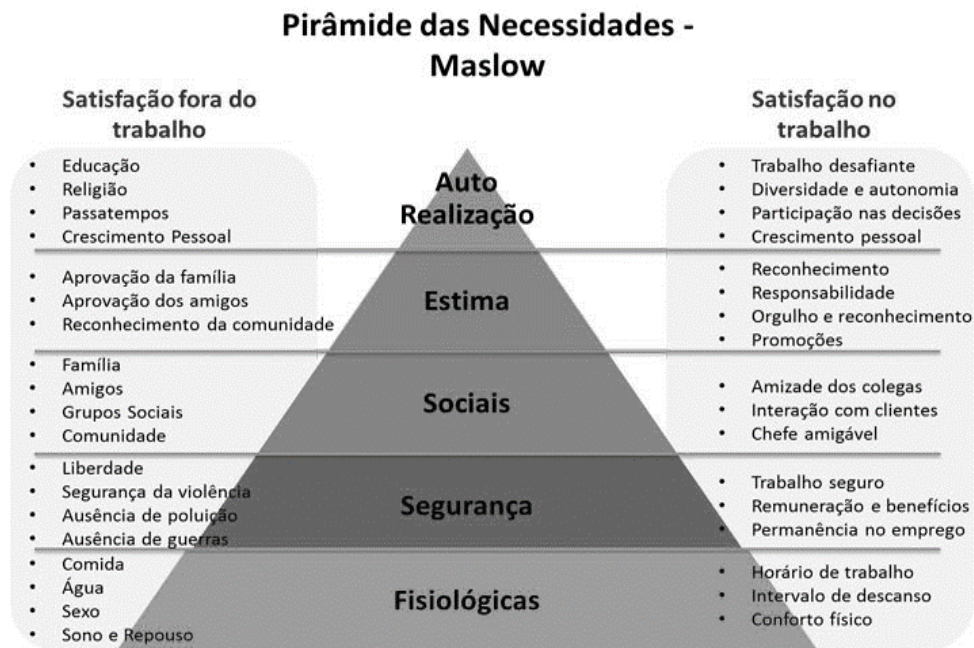 Pirâmide das Necessidades -
Maslow
Satisfação fora do
trabalho
• Educação
• Religião
• Passatempos
• Crescimento Pessoal
• Aprovação da família
• Aprovação dos amigos
• Reconhecimento da comunidade
• Família
• Amigos
• Grupos Sociais
• Comunidade
• Liberdade
• Segurança da violência
• Ausência de poluição
• Ausência de guerras
• Comida
• Água
• Sexo
• Sono e Repouso
Auto
Realização
Estima
Sociais
Segurança
Fisiológicas
Satisfação no
trabalho
• Trabalho desafiante
• Diversidade e autonomia
• Participação nas decisões
• Crescimento pessoal
• Reconhecimento
• Responsabilidade
• Orgulho e reconhecimento
• Promoções
• Amizade dos colegas
• Interação com clientes
• Chefe amigável
• Trabalho seguro
• Remuneração e benefícios
• Permanência no emprego
• Horário de trabalho
• Intervalo de descanso
• Conforto físico